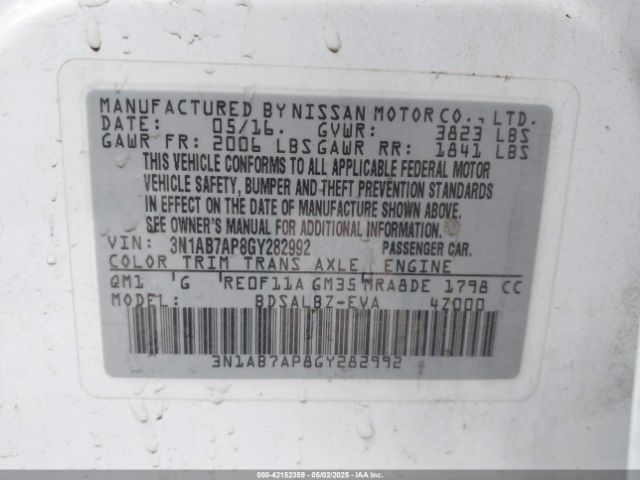 MANUFACTURED BY NISSAN MOTOR CO., LTD.
DATE: 05/16. GVWR: 3823 LBS
GAWR FR: 2006 LBS GAWR RR: 1841 LBS
THIS VEHICLE CONFORMS TO ALL APPLICABLE FEDERAL MOTOR
VEHICLE SAFETY, BUMPER AND THEFT PREVENTION STANDARDS
IN EFFECT ON THE DATE OF MANUFACTURE SHOWN ABOVE.
SEE OWNER'S MANUAL FOR ADDITIONAL INFORMATION.
VIN: 3N1AB7AP8GY282992 PASSENGER CAR.
COLOR TRIM TRANS AXLE ENGINE
QM1 G RE0F11A GM35 MRA8DE 1798 CC
MODEL: BDSALBZ-EVA 4Z000
3N1AB7AP8GY282992
000-42152359 - 05/02/2025 - IAAI.COM